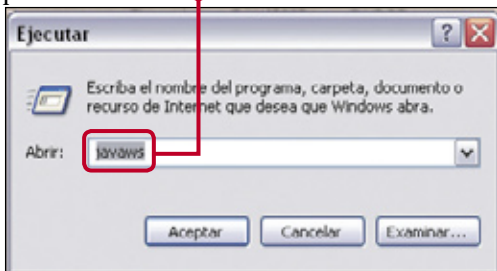 Ejecutar
Escriba el nombre del programa, carpeta, documento o
recurso de Internet que desea que Windows abra.
Abrir: javaws
Aceptar Cancelar Examinar...